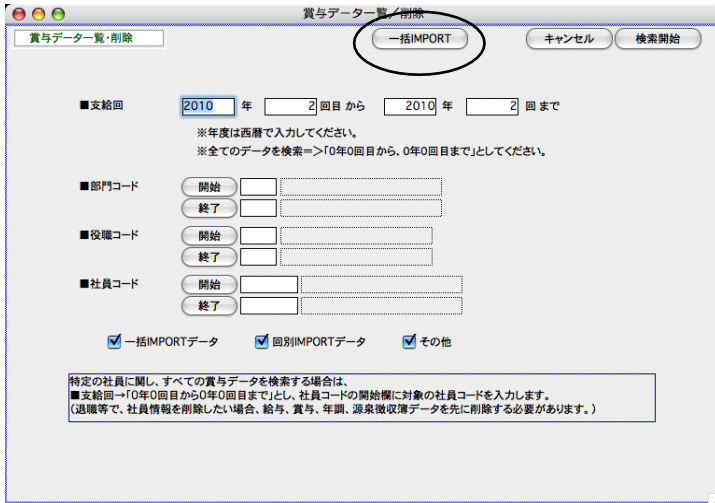 賞与データ一覧／削除
賞与データ一覧・削除
一括IMPORT
キャンセル
検索開始
■支給回 2010 年 2 回目 から 2010 年 2 回 まで
※年度は西暦で入力してください。
※全てのデータを検索＝＞「0年0回目から、0年0回目まで」としてください。
■部門コード 開始
終了
■役職コード 開始
終了
■社員コード 開始
終了
一括IMPORTデータ 回別IMPORTデータ その他
特定の社員に関し、すべての賞与データを検索する場合は、
■支給回→「0年0回目から0年0回目まで」とし、社員コードの開始欄に対象の社員コードを入力します。
（退職等で、社員情報を削除したい場合、給与、賞与、年調、源泉徴収簿データを先に削除する必要があります。）